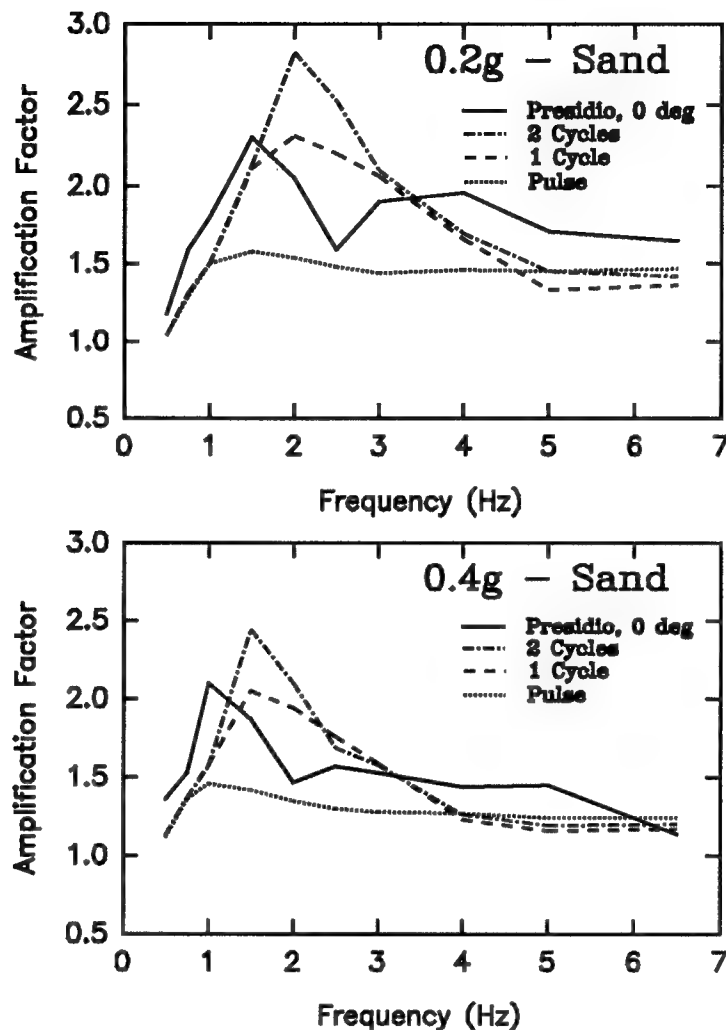 3.0
2.5
2.0
1.5
1.0
0.5
Amplification Factor
0.2g – Sand
Presidio, 0 deg
2 Cycles
1 Cycle
Pulse
0 1 2 3 4 5 6 7
Frequency (Hz)
3.0
2.5
2.0
1.5
1.0
0.5
Amplification Factor
0.4g – Sand
Presidio, 0 deg
2 Cycles
1 Cycle
Pulse
0 1 2 3 4 5 6 7
Frequency (Hz)